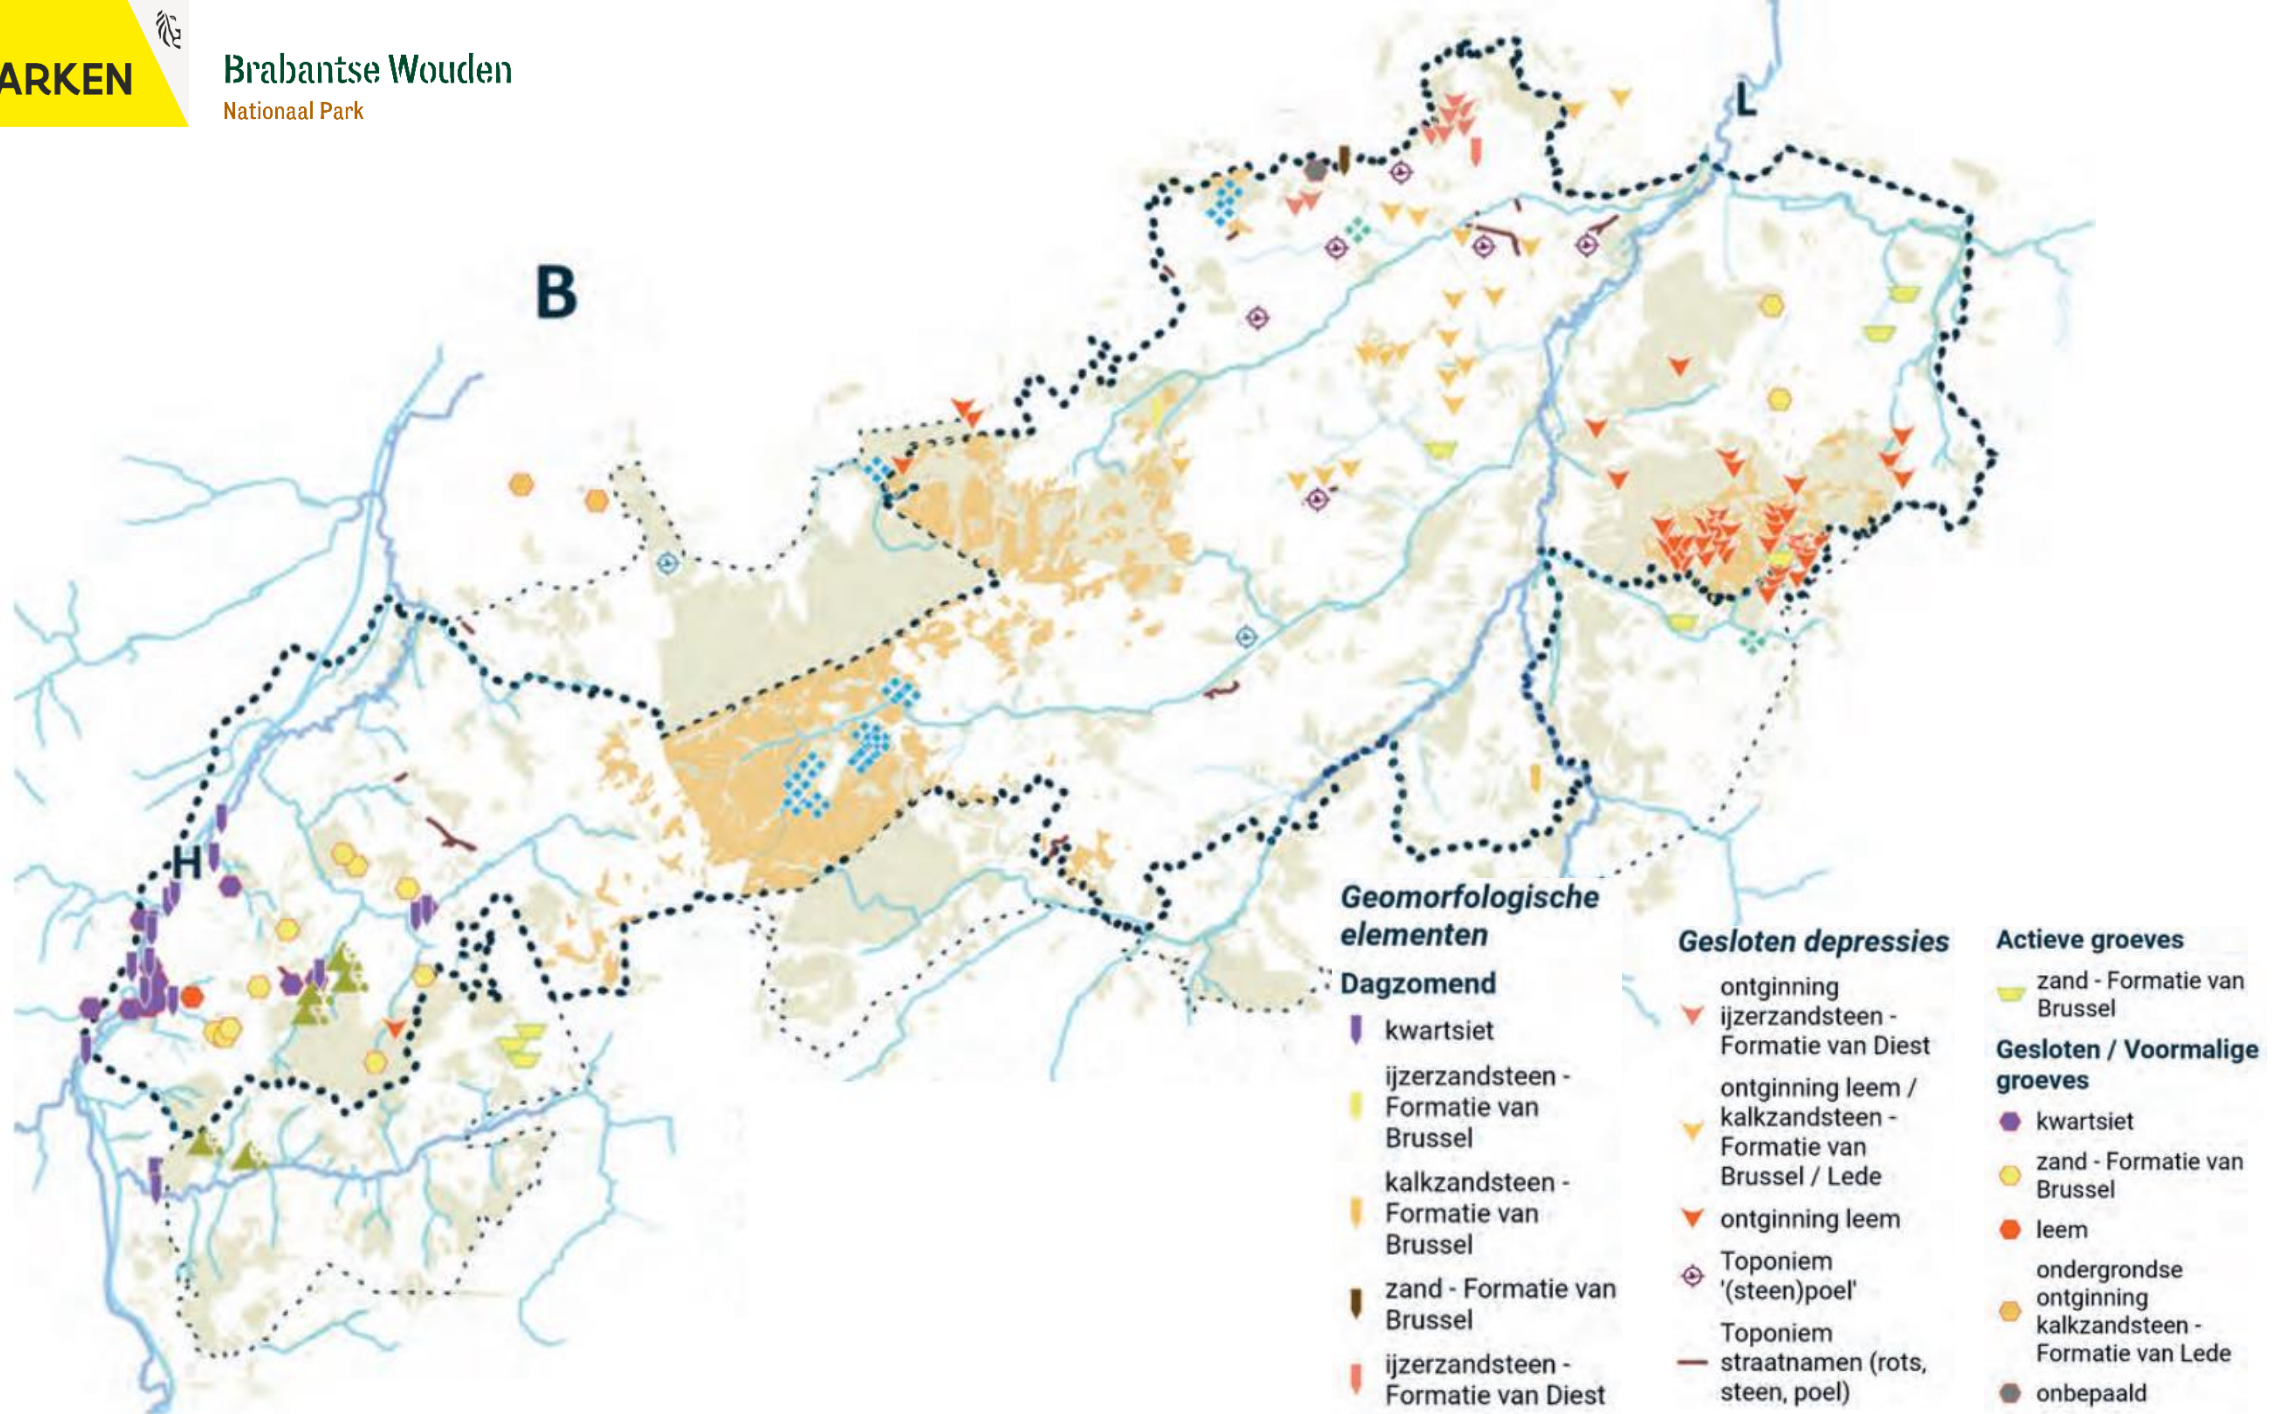 ARKEN
Brabantse Wouden
Nationaal Park
B
L
H
Geomorfologische
elementen
Dagzomend
kwartsiet
ijzerzandsteen -
Formatie van
Brussel
kalkzandsteen -
Formatie van
Brussel
zand - Formatie van
Brussel
ijzerzandsteen -
Formatie van Diest
Gesloten depressies
ontginning
ijzerzandsteen -
Formatie van Diest
ontginning leem /
kalkzandsteen -
Formatie van
Brussel / Lede
ontginning leem
Toponiem
'(steen)poel'
Toponiem
straatnamen (rots,
steen, poel)
Actieve groeves
zand - Formatie van
Brussel
Gesloten / Voormalige
groeves
kwartsiet
zand - Formatie van
Brussel
leem
ondergrondse
ontginning
kalkzandsteen -
Formatie van Lede
onbepaald